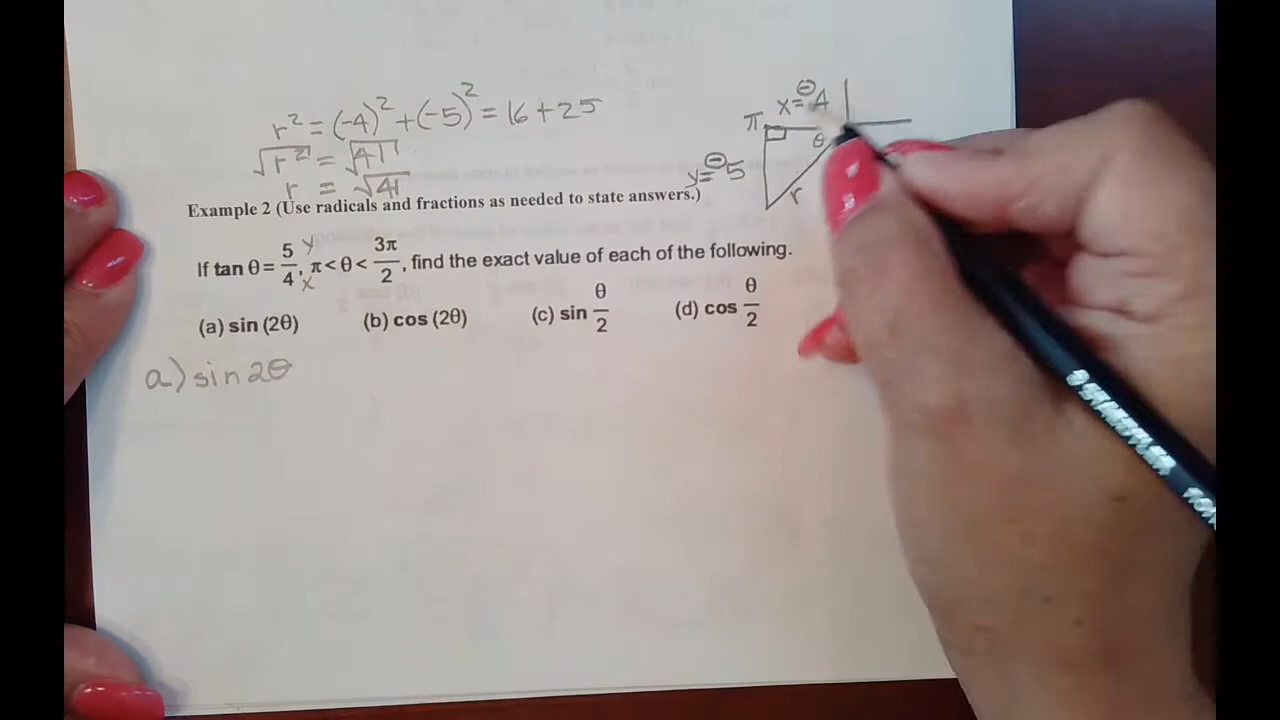 r² = (-4)² + (-5)² = 16 + 25
√r² = √41
r = √41
π x = ⊖4
θ
y = ⊖5
r
Example 2 (Use radicals and fractions as needed to state answers.)
If tan θ = 5/4 y/x, π < θ < 3π/2, find the exact value of each of the following.
(a) sin (2θ) (b) cos (2θ) (c) sin θ/2 (d) cos θ/2
a) sin 2θ